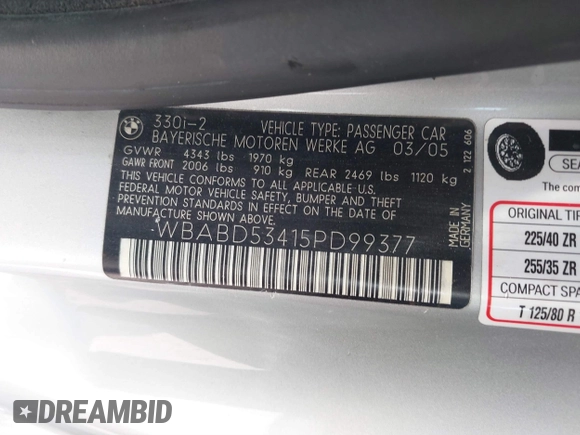 BMW
330i-2 VEHICLE TYPE: PASSENGER CAR
BAYERISCHE MOTOREN WERKE AG 03/05
GVWR 4343 lbs 1970 kg
GAWR FRONT 2006 lbs 910 kg REAR 2469 lbs 1120 kg
THIS VEHICLE CONFORMS TO ALL APPLICABLE U.S.
FEDERAL MOTOR VEHICLE SAFETY, BUMPER AND THEFT
PREVENTION STANDARDS IN EFFECT ON THE DATE OF
MANUFACTURE SHOWN ABOVE.
WBABD53415PD99377
2 122 606
MADE IN
GERMANY
SEA
The com
ORIGINAL TI
225/40 ZR
255/35 ZR
COMPACT SPA
T 125/80 R
DREAMBID